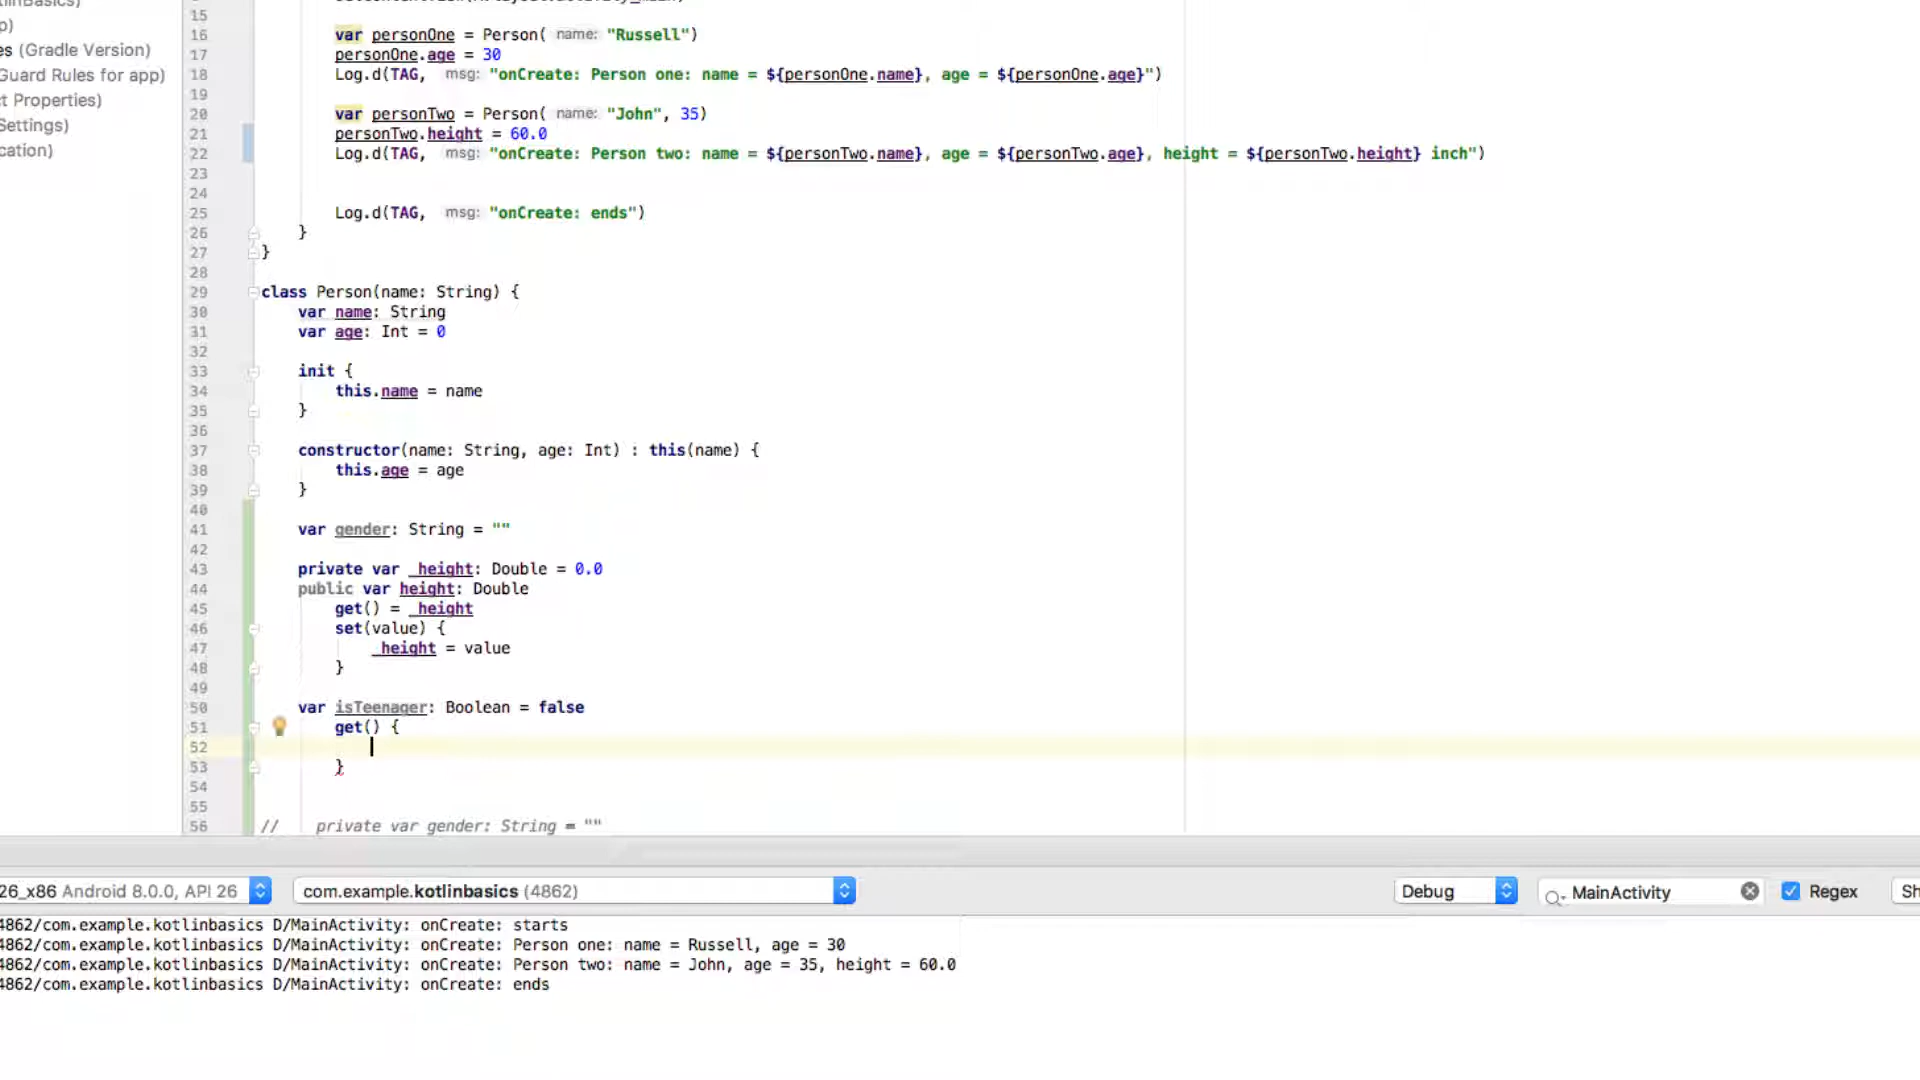 p)
es (Gradle Version)
Guard Rules for app)
ct Properties)
Settings)
cation)
15
16 var personOne = Person( name: "Russell")
17 personOne.age = 30
18 Log.d(TAG, msg: "onCreate: Person one: name = ${personOne.name}, age = ${personOne.age}")
19
20 var personTwo = Person( name: "John", 35)
21 personTwo.height = 60.0
22 Log.d(TAG, msg: "onCreate: Person two: name = ${personTwo.name}, age = ${personTwo.age}, height = ${personTwo.height} inch")
23
24
25 Log.d(TAG, msg: "onCreate: ends")
26 }
27 }
28
29 class Person(name: String) {
30 var name: String
31 var age: Int = 0
32
33 init {
34 this.name = name
35 }
36
37 constructor(name: String, age: Int) : this(name) {
38 this.age = age
39 }
40
41 var gender: String = ""
42
43 private var _height: Double = 0.0
44 public var height: Double
45 get() = _height
46 set(value) {
47 _height = value
48 }
49
50 var isTeenager: Boolean = false
51 get() {
52
53 }
54
55
56 // private var gender: String = ""
26_x86 Android 8.0.0, API 26
com.example.kotlinbasics (4862)
Debug
MainActivity
Regex
Sh
4862/com.example.kotlinbasics D/MainActivity: onCreate: starts
4862/com.example.kotlinbasics D/MainActivity: onCreate: Person one: name = Russell, age = 30
4862/com.example.kotlinbasics D/MainActivity: onCreate: Person two: name = John, age = 35, height = 60.0
4862/com.example.kotlinbasics D/MainActivity: onCreate: ends